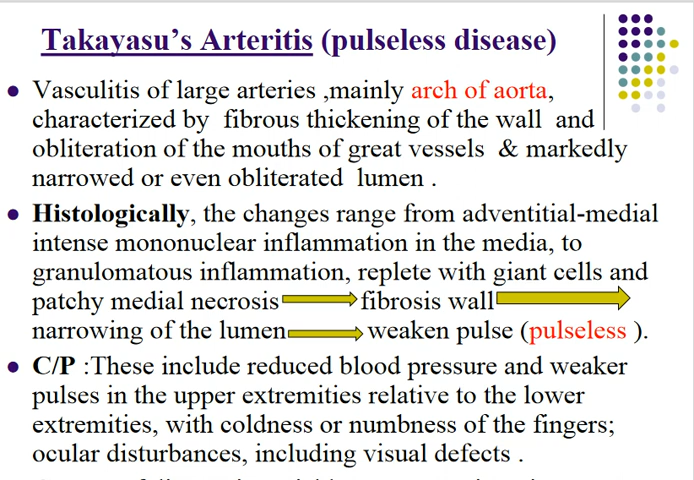 Takayasu's Arteritis (pulseless disease)
Vasculitis of large arteries ,mainly arch of aorta,
characterized by fibrous thickening of the wall and
obliteration of the mouths of great vessels & markedly
narrowed or even obliterated lumen .
Histologically, the changes range from adventitial-medial
intense mononuclear inflammation in the media, to
granulomatous inflammation, replete with giant cells and
patchy medial necrosis fibrosis wall
narrowing of the lumen weaken pulse (pulseless ).
C/P :These include reduced blood pressure and weaker
pulses in the upper extremities relative to the lower
extremities, with coldness or numbness of the fingers;
ocular disturbances, including visual defects .